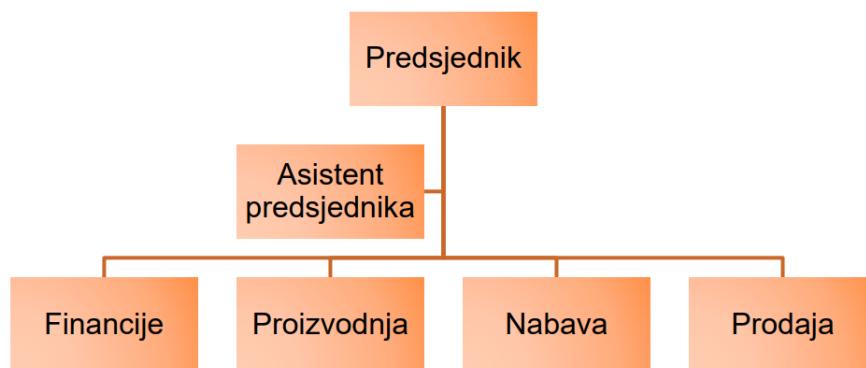 Predsjednik
Asistent
predsjednika
Financije
Proizvodnja
Nabava
Prodaja